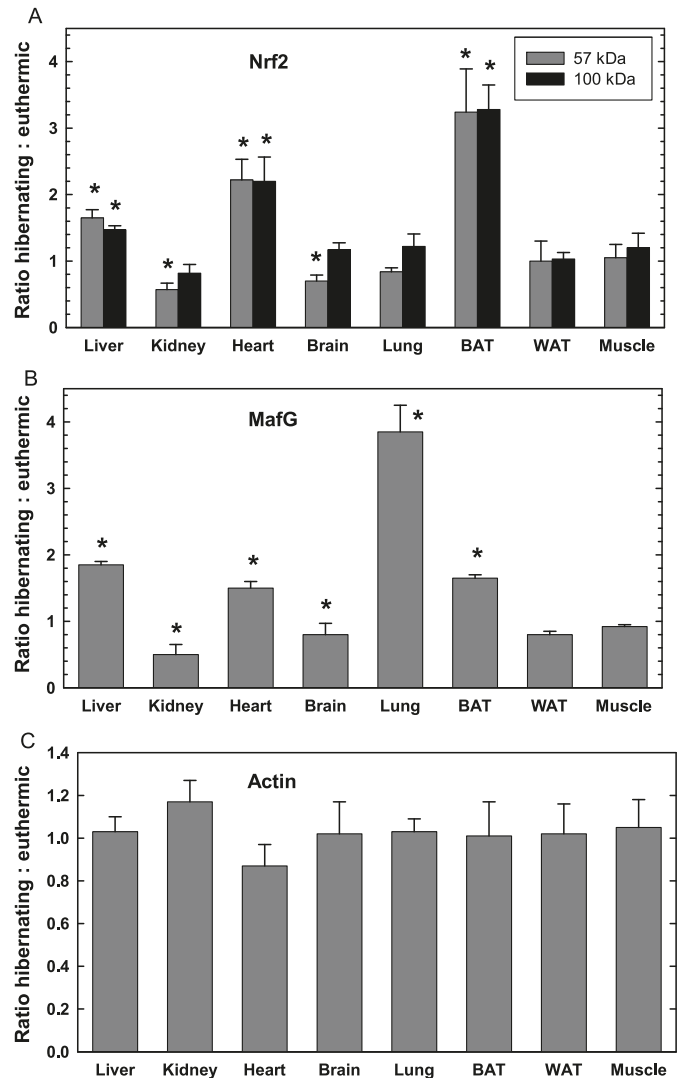 A
Nrf2
57 kDa
100 kDa
Ratio hibernating : euthermic
4
3
2
1
0
* * * * * * * *
Liver Kidney Heart Brain Lung BAT WAT Muscle
B
MafG
Ratio hibernating : euthermic
4
3
2
1
0
* * * * * *
Liver Kidney Heart Brain Lung BAT WAT Muscle
C
Actin
Ratio hibernating : euthermic
1.4
1.2
1.0
0.8
0.6
0.4
0.2
0.0
Liver Kidney Heart Brain Lung BAT WAT Muscle